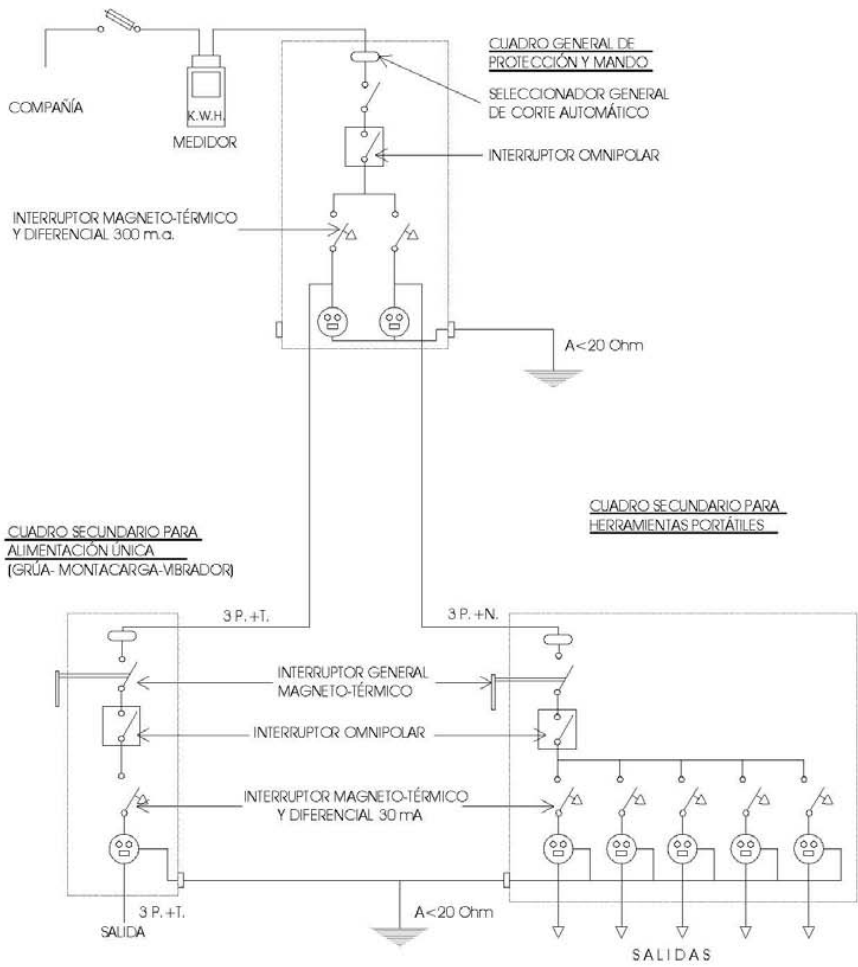 CUADRO GENERAL DE
PROTECCIÓN Y MANDO
COMPAÑÍA
K.W.H.
MEDIDOR
SELECCIONADOR GENERAL
DE CORTE AUTOMÁTICO
INTERRUPTOR OMNIPOLAR
INTERRUPTOR MAGNETO-TÉRMICO
Y DIFERENCIAL 300 m.a.
A<20 Ohm
CUADRO SECUNDARIO PARA
ALIMENTACIÓN ÚNICA
(GRÚA- MONTACARGA-VIBRADOR)
CUADRO SECUNDARIO PARA
HERRAMIENTAS PORTÁTILES
3 P.+T.
3 P.+N.
INTERRUPTOR GENERAL
MAGNETO-TÉRMICO
INTERRUPTOR OMNIPOLAR
INTERRUPTOR MAGNETO-TÉRMICO
Y DIFERENCIAL 30 mA
3 P.+T.
SALIDA
A<20 Ohm
SALIDAS